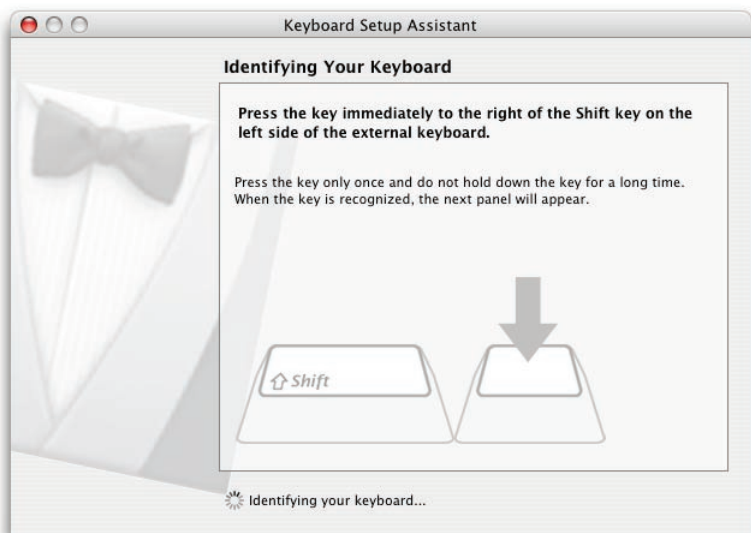 Keyboard Setup Assistant
Identifying Your Keyboard
Press the key immediately to the right of the Shift key on the
left side of the external keyboard.
Press the key only once and do not hold down the key for a long time.
When the key is recognized, the next panel will appear.
Shift
Identifying your keyboard...